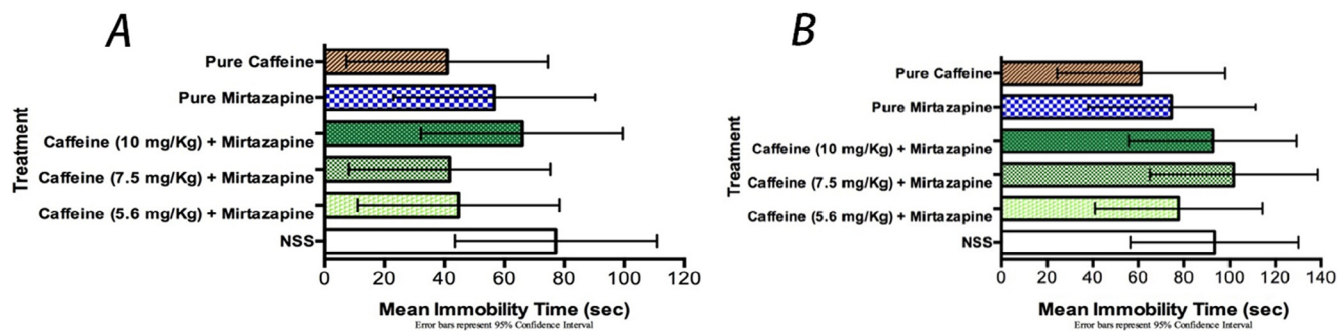 A
Treatment
Pure Caffeine
Pure Mirtazapine
Caffeine (10 mg/Kg) + Mirtazapine
Caffeine (7.5 mg/Kg) + Mirtazapine
Caffeine (5.6 mg/Kg) + Mirtazapine
NSS
0 20 40 60 80 100 120
Mean Immobility Time (sec)
Error bars represent 95% Confidence Interval
B
Treatment
Pure Caffeine
Pure Mirtazapine
Caffeine (10 mg/Kg) + Mirtazapine
Caffeine (7.5 mg/Kg) + Mirtazapine
Caffeine (5.6 mg/Kg) + Mirtazapine
NSS
0 20 40 60 80 100 120 140
Mean Immobility Time (sec)
Error bars represent 95% Confidence Interval